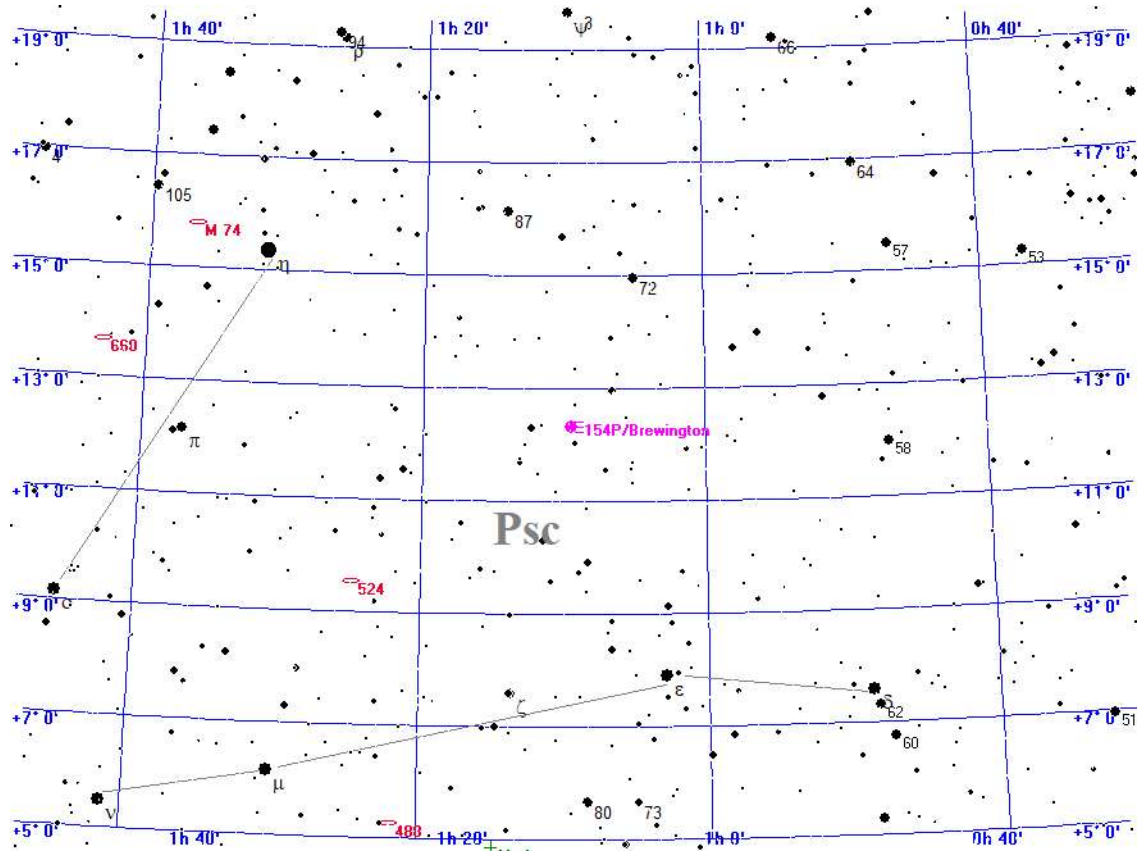 1h 40' 1h 20' 1h 0' 0h 40'
+19° 0' 94 ρ ψ³ 66 +19° 0'
+17° 0' 4 64 +17° 0'
105
M 74 87
η 57 53
+15° 0' 72 +15° 0'
660
+13° 0' +13° 0'
π 154P/Brewington 58
+11° 0' +11° 0'
Psc
524
+9° 0' ο +9° 0'
ε
ζ δ
62
+7° 0' 60 +7° 0' 51
μ
ν 80 73
488
+5° 0' 1h 40' 1h 20' 1h 0' 0h 40' +5° 0'